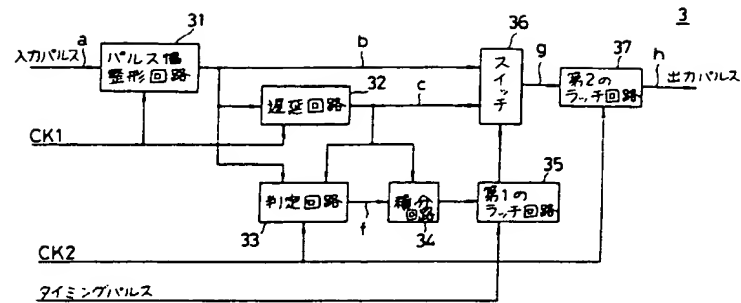 3
31
入力パルス
a
パルス幅
整形回路
b
32
遅延回路
c
36
スイッチ
g
37
第2の
ラッチ回路
h
出力パルス
CK1
判定回路
33
f
積分
回路
34
35
第1の
ラッチ回路
CK2
タイミングパルス